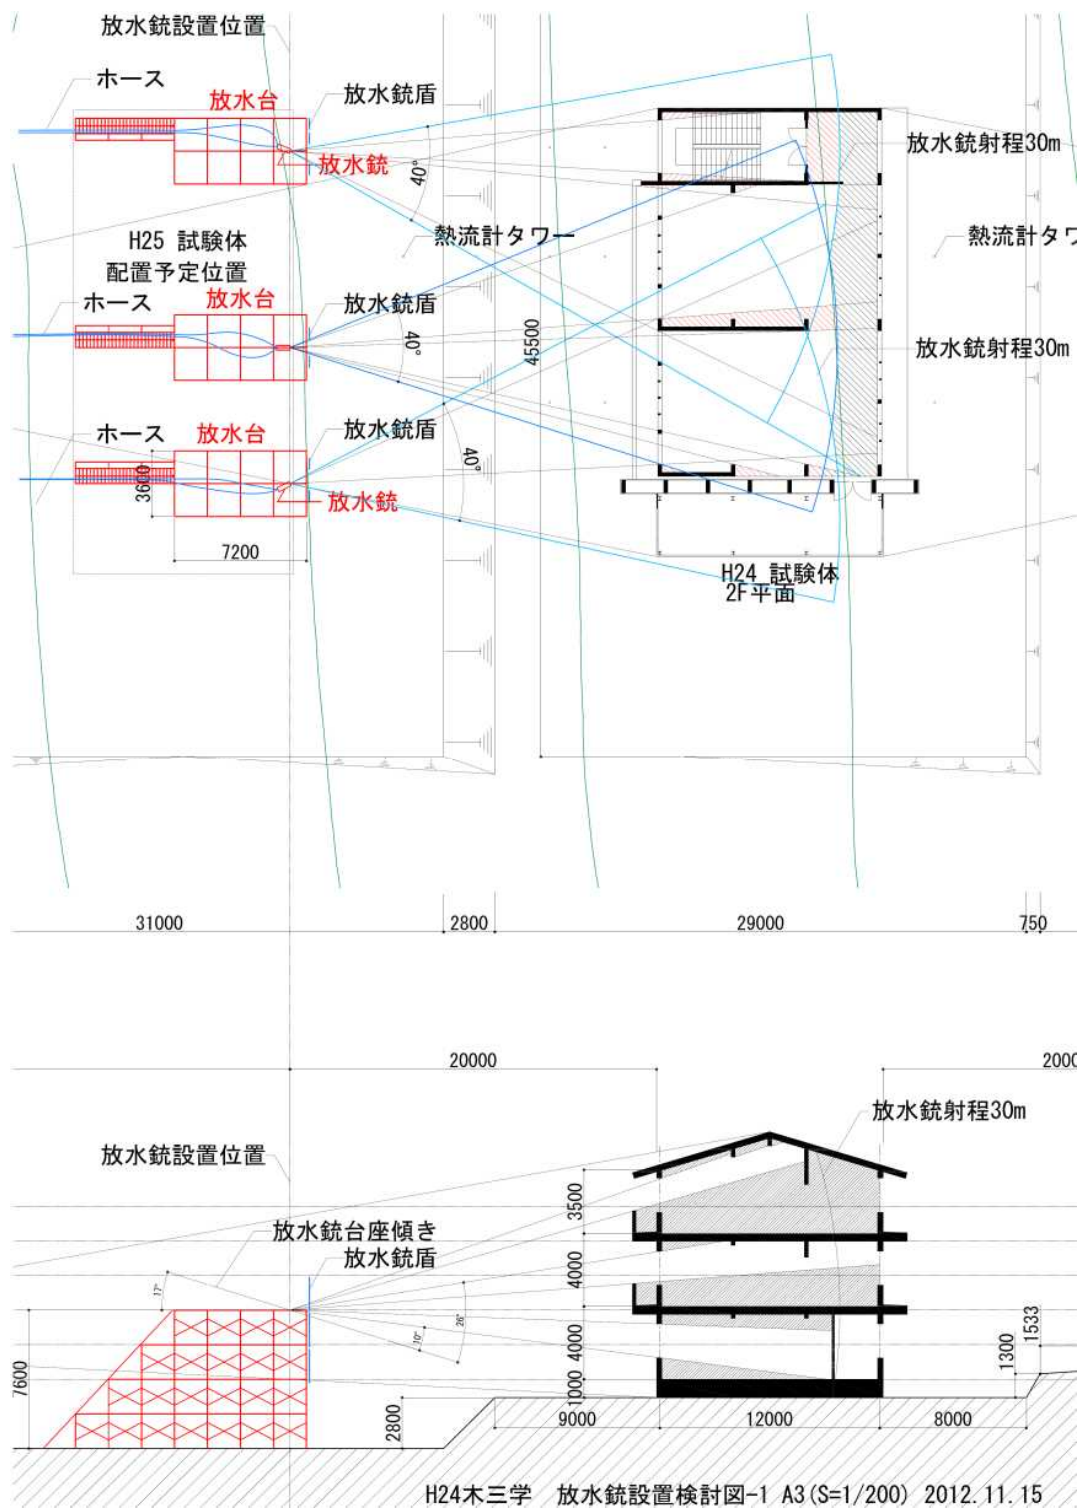 放水銃設置位置
ホース
放水台
放水銃盾
放水銃
40°
放水銃射程30m
H25 試験体
配置予定位置
熱流計タワー
熱流計タワ
ホース
放水台
放水銃盾
40°
45500
放水銃射程30m
ホース
放水台
放水銃盾
40°
3600
放水銃
7200
H24 試験体
2F平面
31000
2800
29000
750
20000
2000
放水銃射程30m
放水銃設置位置
3500
放水銃台座傾き
放水銃盾
17°
4000
26°
10°
7600
4000
1533
1300
1000
2800
9000
12000
8000
H24木三学 放水銃設置検討図-1 A3(S=1/200) 2012.11.15